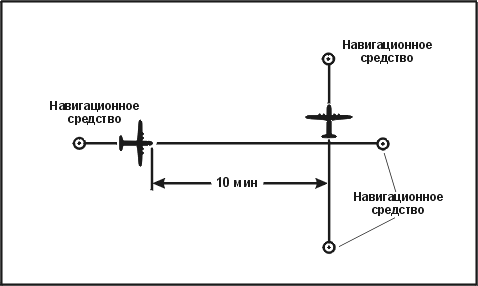 Навигационное
средство
Навигационное
средство
10 мин
Навигационное
средство